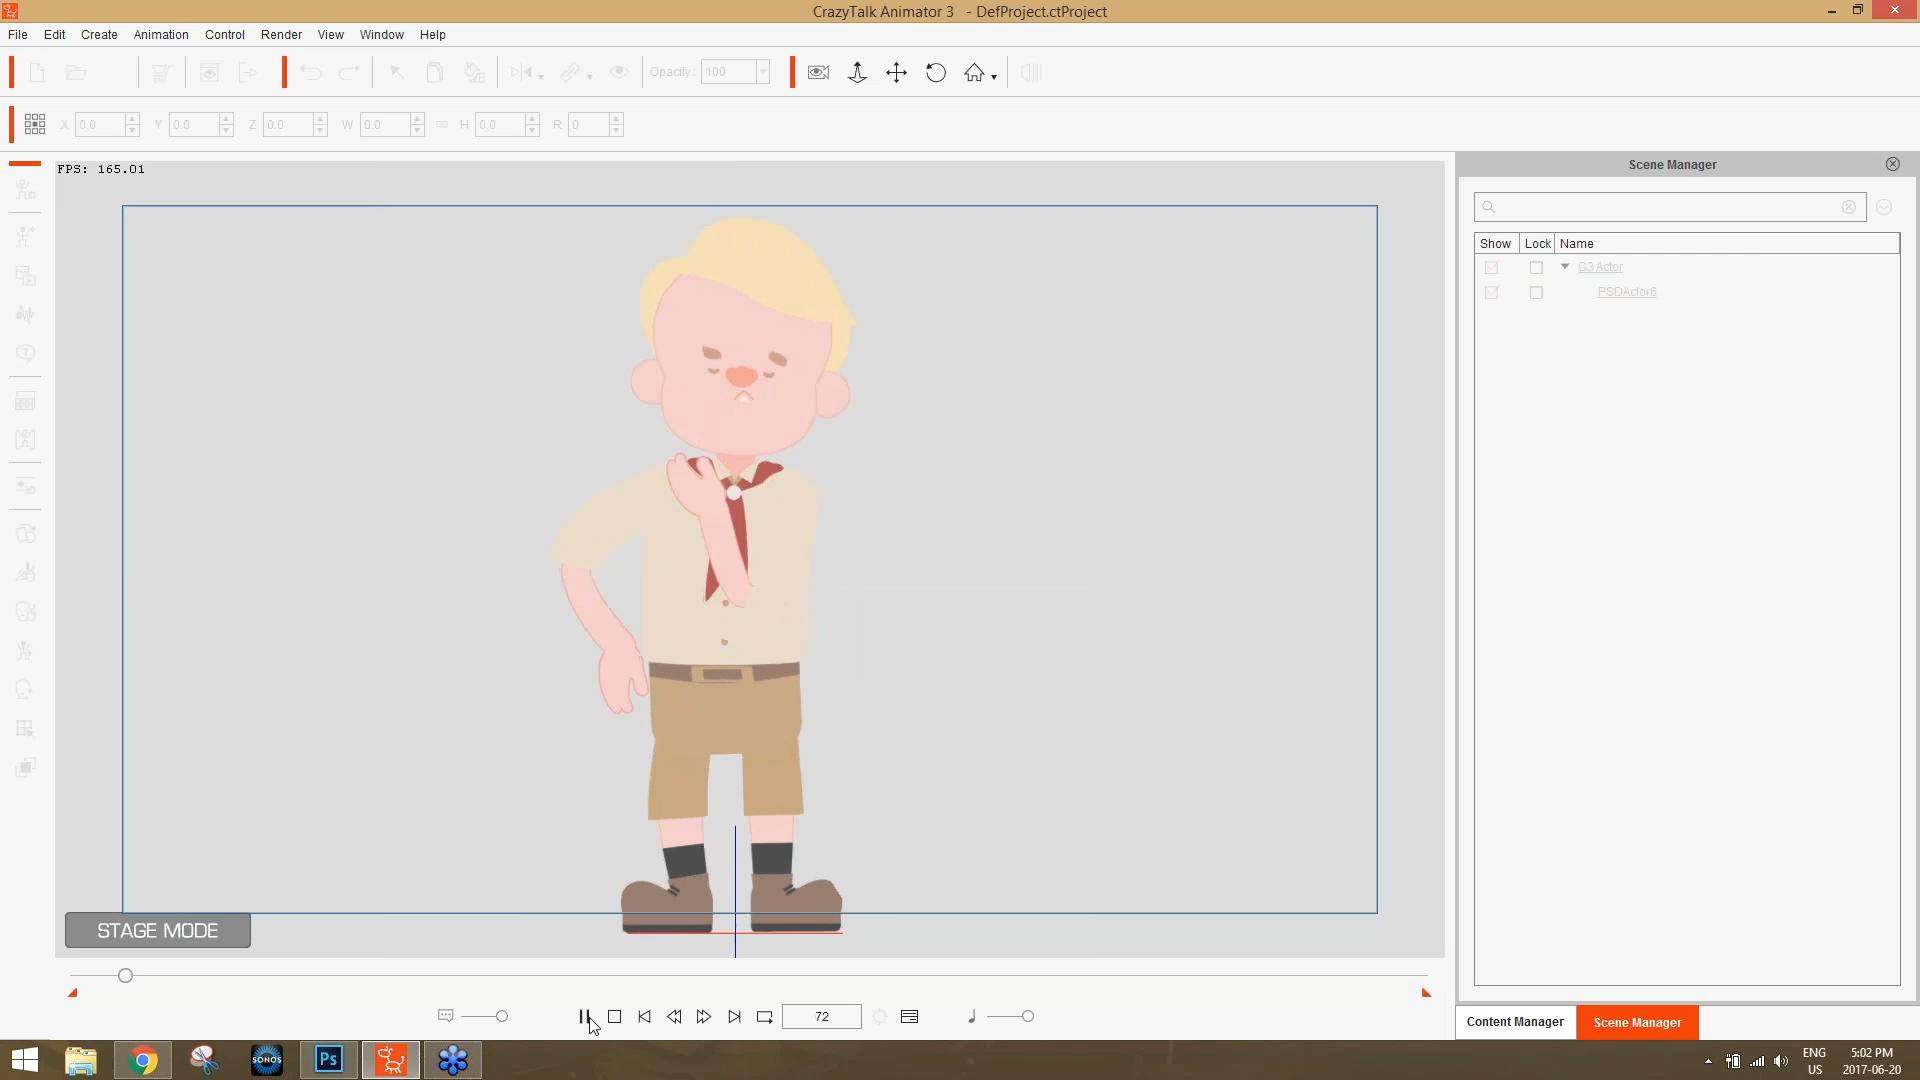 CrazyTalk Animator 3 - DefProject.ctProject
File Edit Create Animation Control Render View Window Help
Opacity : 100
X 0.0 Y 0.0 Z 0.0 W 0.0 H 0.0 R 0
FPS: 165.01
Scene Manager
Show Lock Name
G3 Actor
PSDActor6
STAGE MODE
72
Content Manager Scene Manager
SONOS
Ps
ENG
US
5:02 PM
2017-06-20